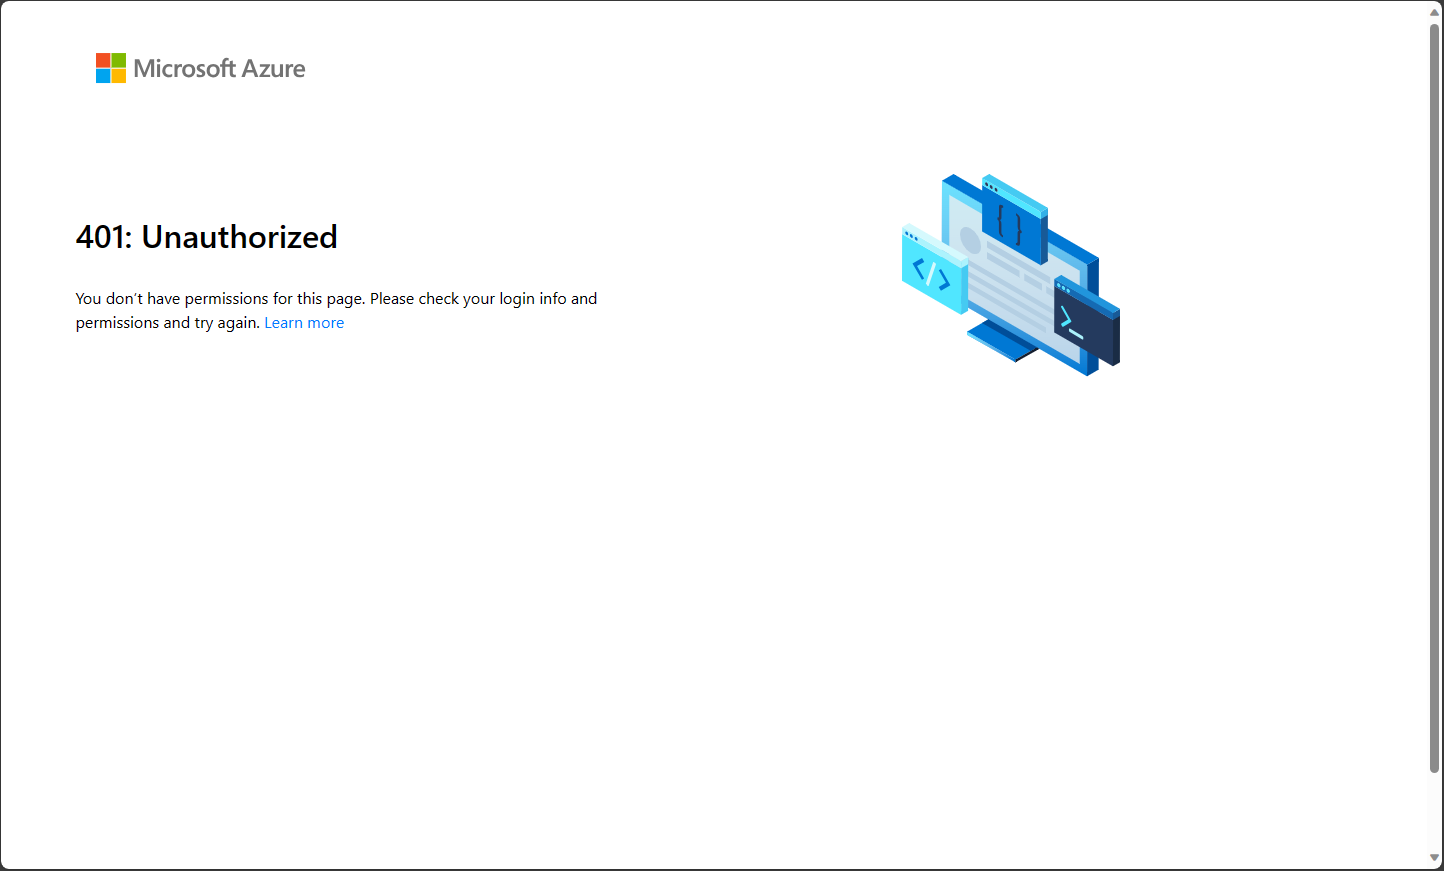 Microsoft Azure
401: Unauthorized
You don't have permissions for this page. Please check your login info and
permissions and try again. Learn more
{ }
</>
>_